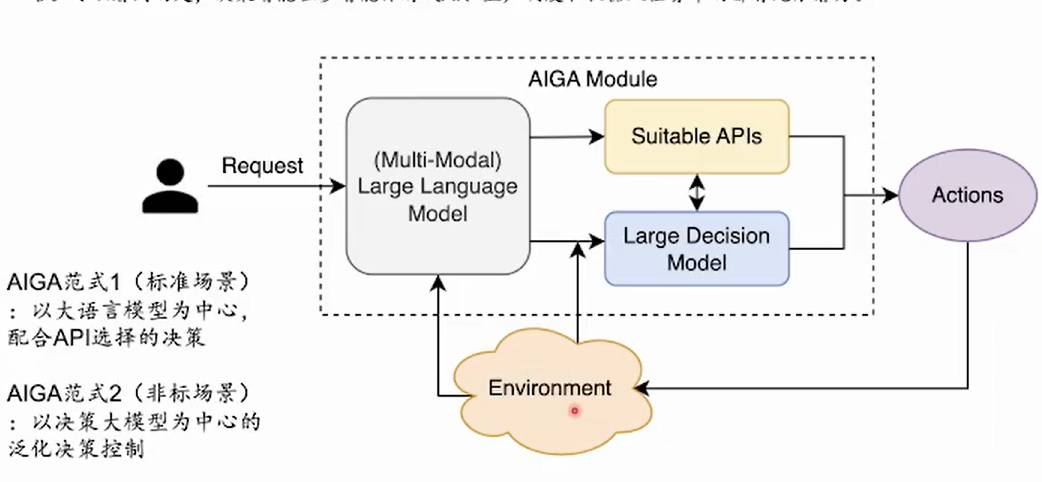 AIGA Module
Request
(Multi-Modal)
Large Language
Model
Suitable APIs
Large Decision
Model
Actions
Environment
AIGA范式1（标准场景）
：以大语言模型为中心，
配合API选择的决策
AIGA范式2（非标场景）
：以决策大模型为中心的
泛化决策控制